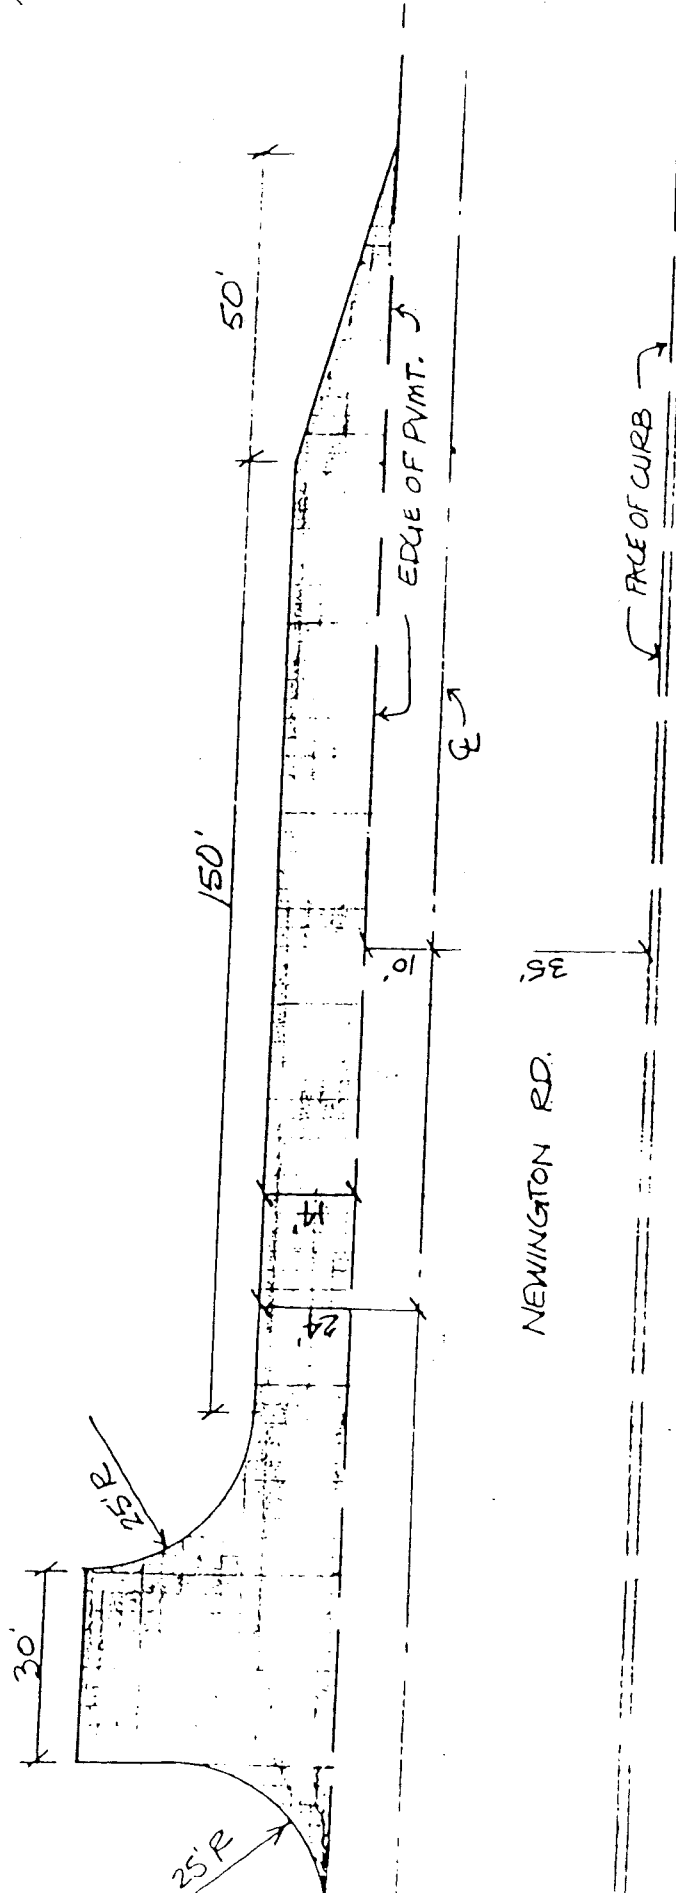 50'
EDGE OF PVMT.
FACE OF CURB
℄
150'
10'
35'
NEWINGTON RD.
14'
24'
25'R
30'
25'R